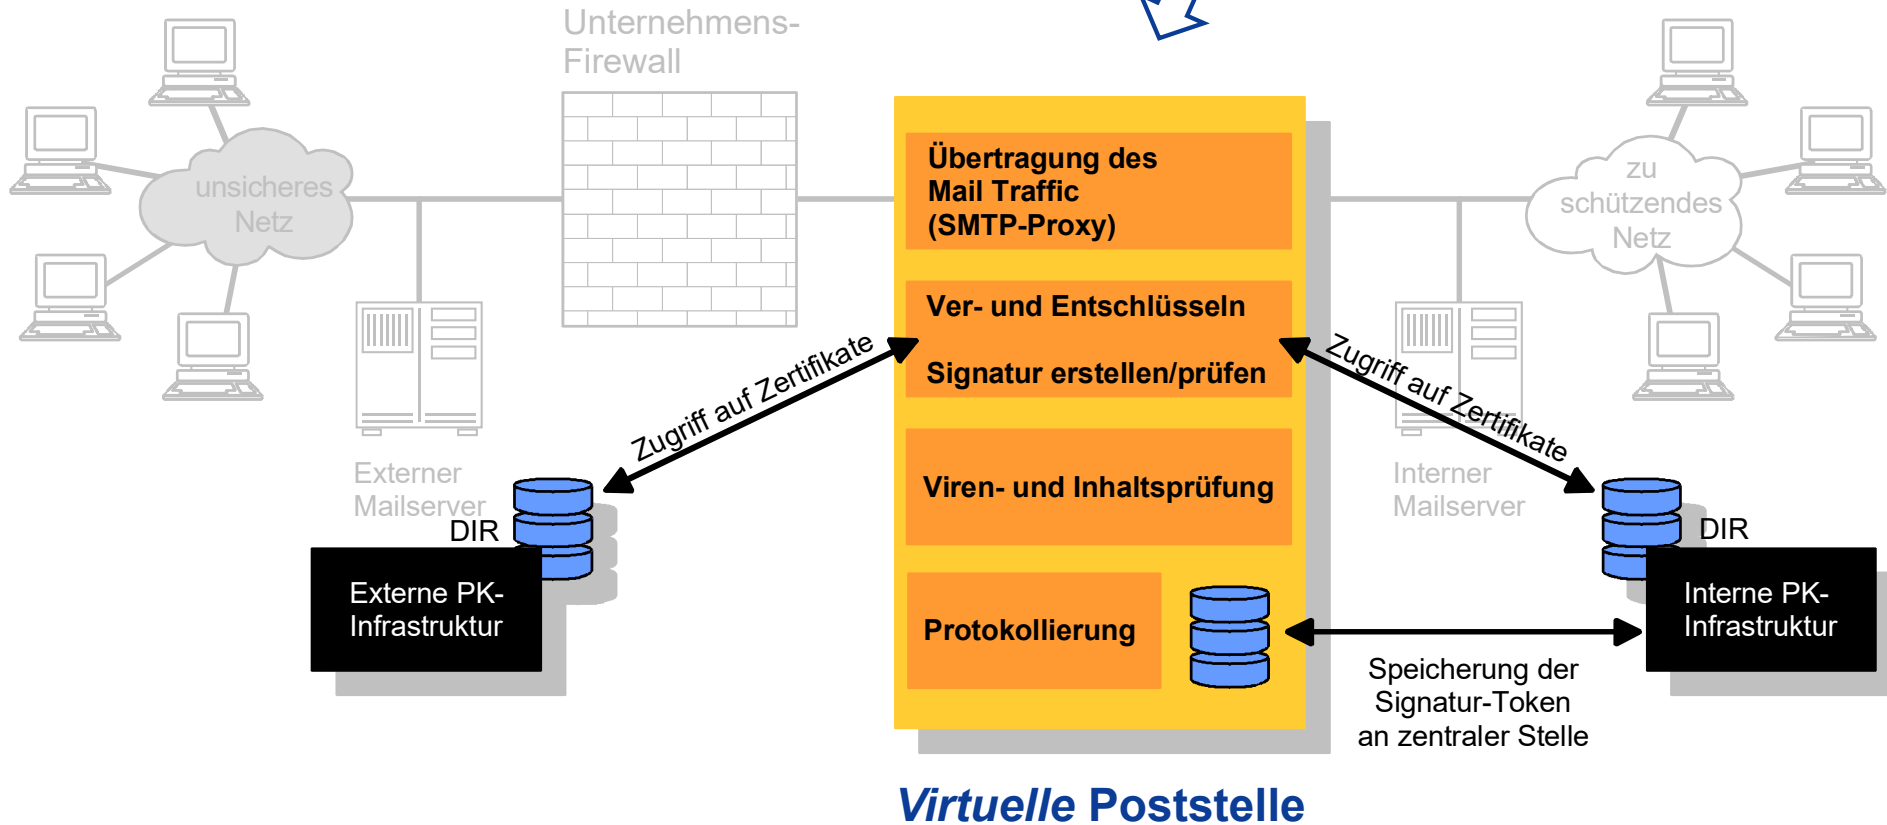 Unternehmens-
Firewall
unsicheres
Netz
Externer
Mailserver
DIR
Externe PK-
Infrastruktur
Zugriff auf Zertifikate
Übertragung des
Mail Traffic
(SMTP-Proxy)
Ver- und Entschlüsseln
Signatur erstellen/prüfen
Viren- und Inhaltsprüfung
Protokollierung
Zugriff auf Zertifikate
zu
schützendes
Netz
Interner
Mailserver
DIR
Interne PK-
Infrastruktur
Speicherung der
Signatur-Token
an zentraler Stelle
Virtuelle Poststelle